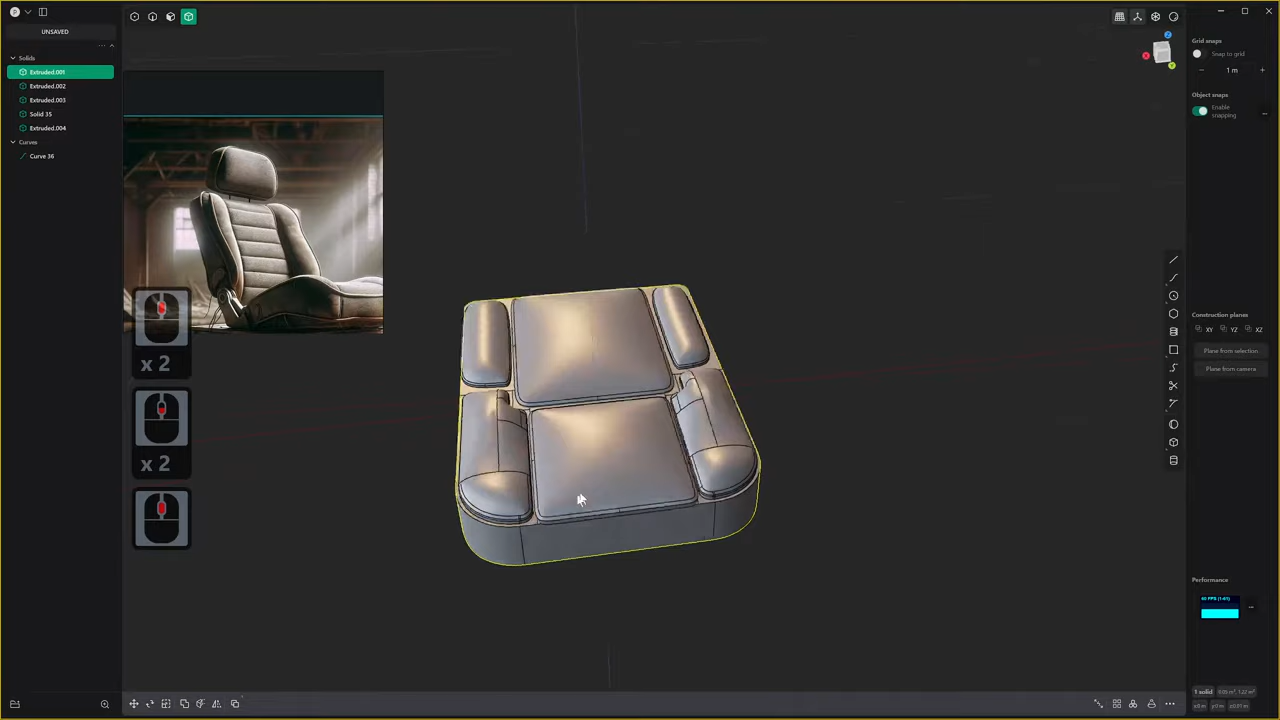 UNSAVED
Solids
Extruded.001
Extruded.002
Extruded.003
Solid 35
Extruded.004
Curves
Curve 36
x 2
x 2
Z
X
Y
Grid snaps
Snap to grid
1 m
Object snaps
Enable snapping
Construction planes
XY YZ XZ
Plane from selection
Plane from camera
Performance
1 solid